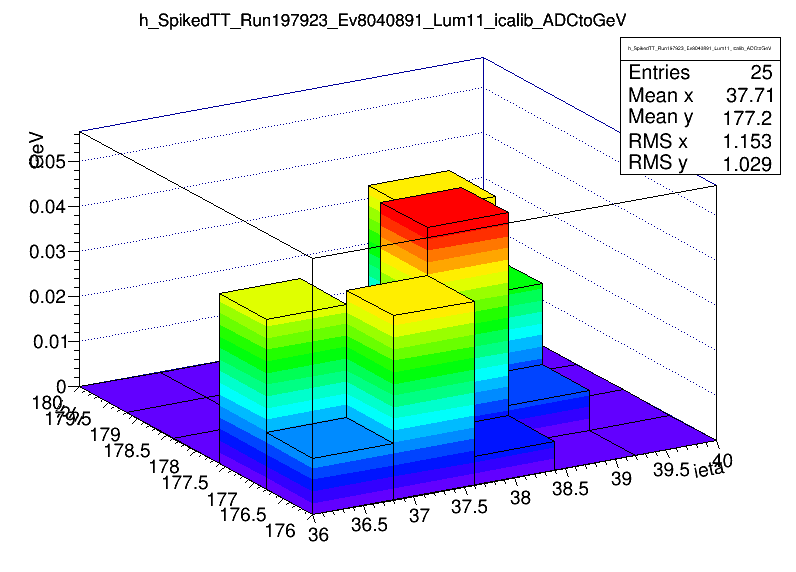 h_SpikedTT_Run197923_Ev8040891_Lum11_icalib_ADCtoGeV
h_SpikedTT_Run197923_Ev8040891_Lum11_icalib_ADCtoGeV
Entries 25
Mean x 37.71
Mean y 177.2
RMS x 1.153
RMS y 1.029
GeV
0.05
0.04
0.03
0.02
0.01
0
180
179.5
179
178.5
178
177.5
177
176.5
176
36
36.5
37
37.5
38
38.5
39
39.5
40
ieta